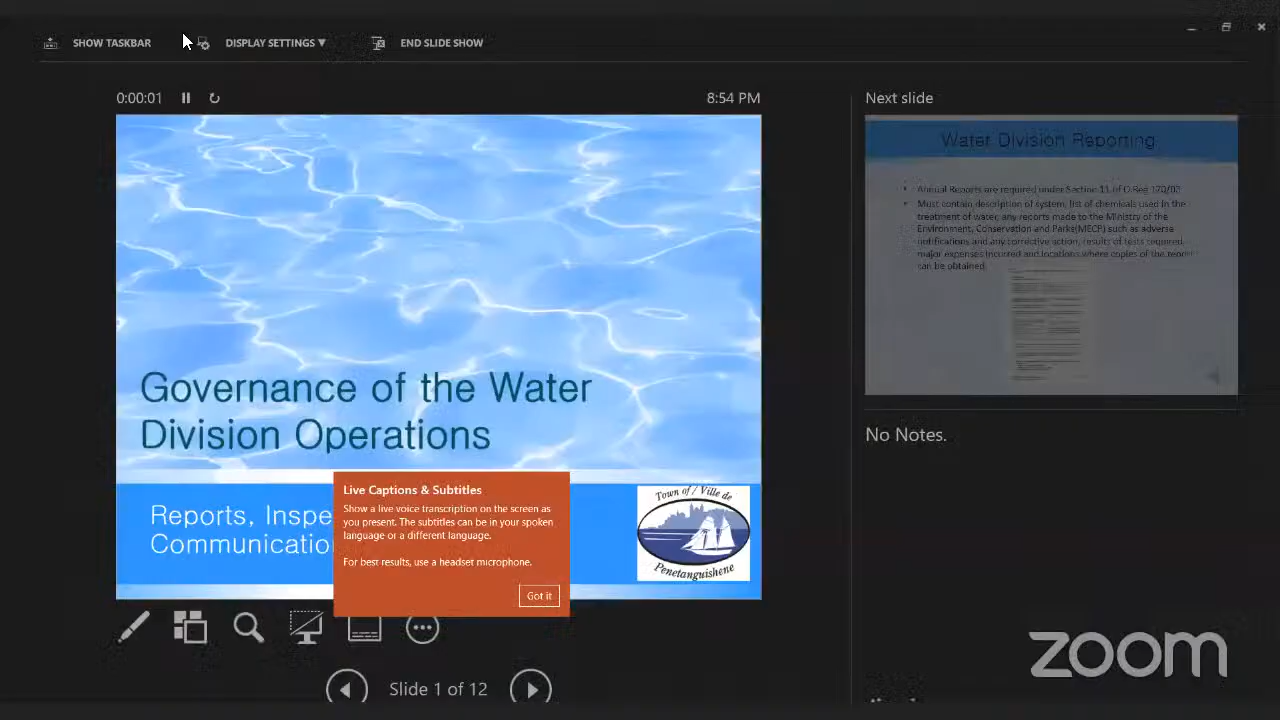 SHOW TASKBAR
DISPLAY SETTINGS ▼
END SLIDE SHOW
0:00:01
8:54 PM
Governance of the Water
Division Operations
Reports, Inspe
Communicatio
Town of / Ville de
Penetanguishene
Live Captions & Subtitles
Show a live voice transcription on the screen as
you present. The subtitles can be in your spoken
language or a different language.
For best results, use a headset microphone.
Got it
Slide 1 of 12
Next slide
Water Division Reporting
• Annual Reports are required under Section 11 of O.Reg 170/03
• Must contain description of system, list of chemicals used in the
treatment of water, any reports made to the Ministry of the
Environment, Conservation and Parks(MECP) such as adverse
notifications and any corrective action, results of tests required,
major expenses incurred and locations where copies of the report
can be obtained
No Notes.
zoom